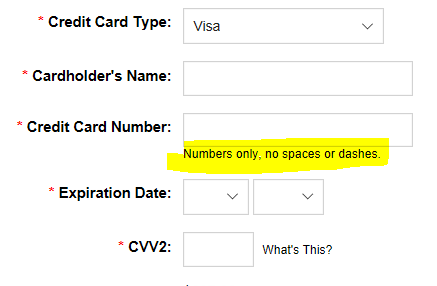 * Credit Card Type: Visa
* Cardholder's Name:
* Credit Card Number:
Numbers only, no spaces or dashes.
* Expiration Date:
* CVV2: What's This?